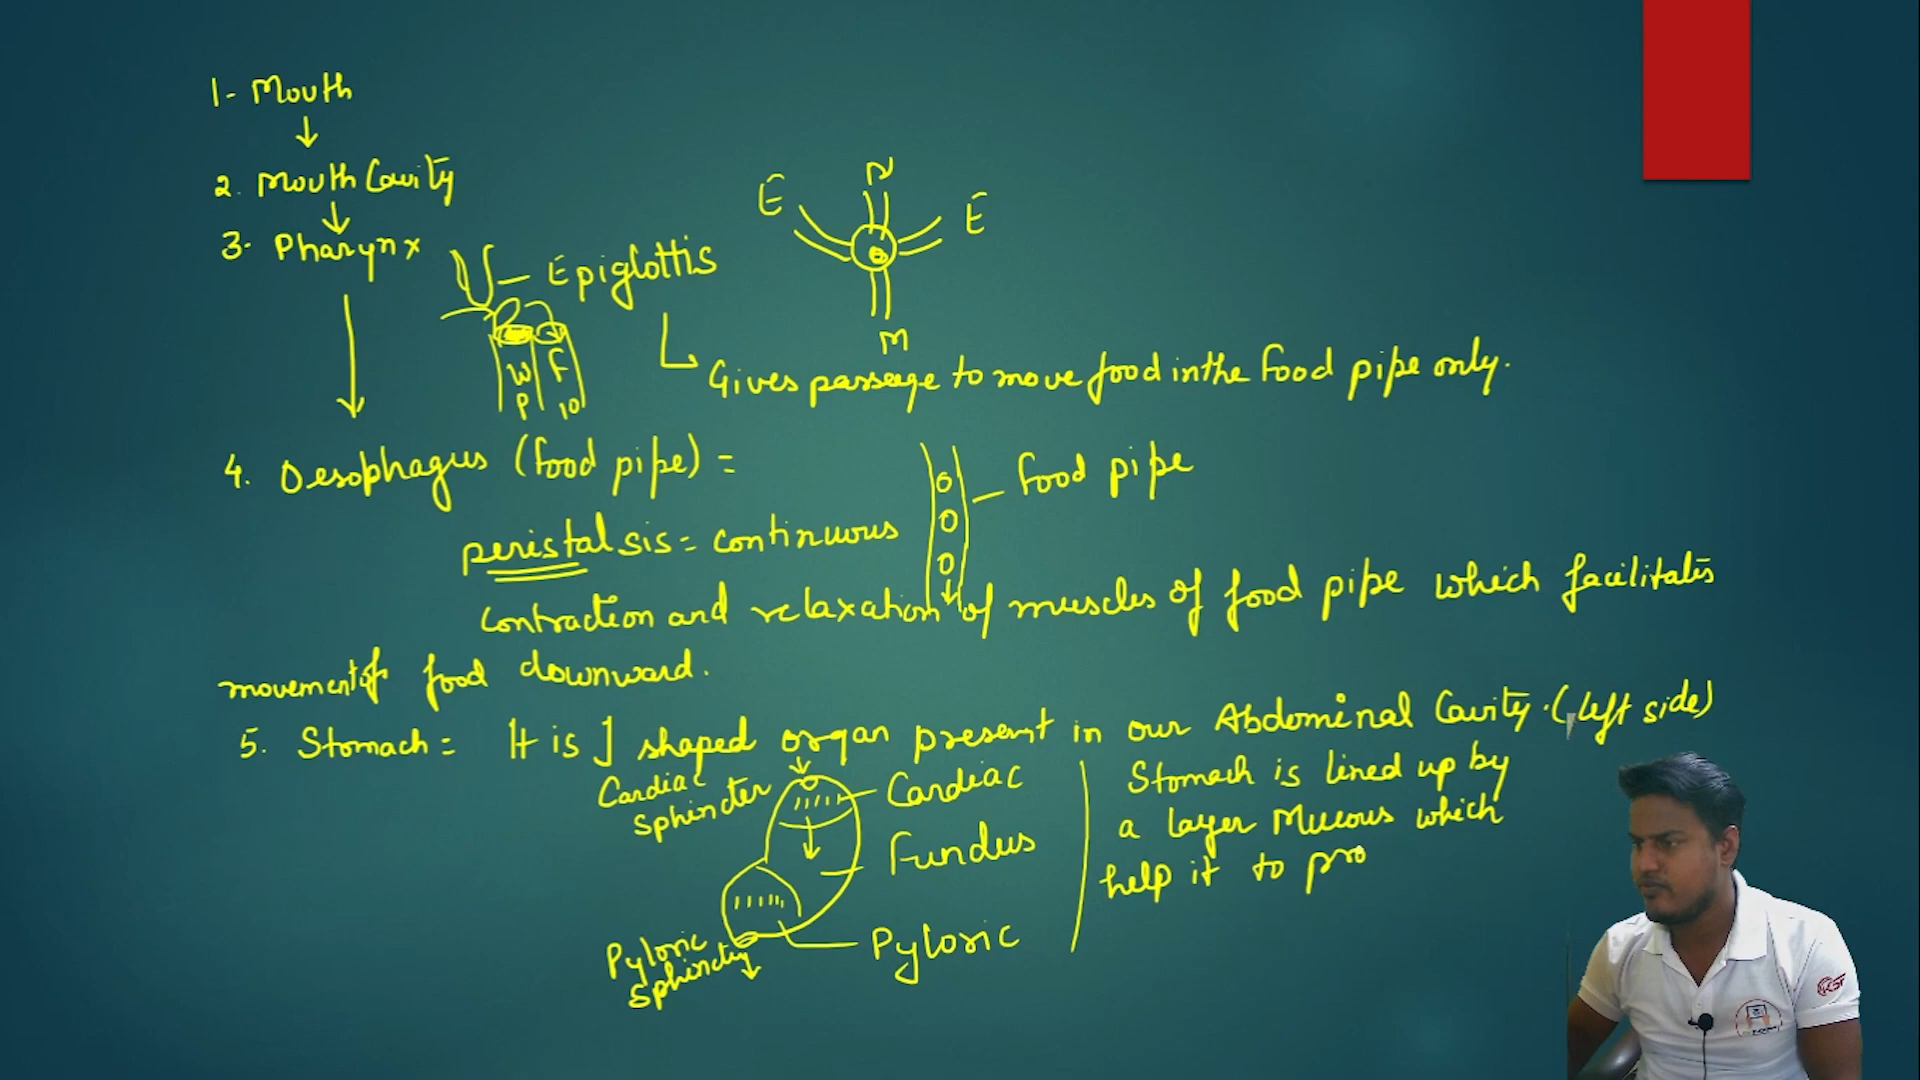 1- Mouth
2. Mouth Cavity
3- Pharynx
Epiglottis
E N E
M
W F
P 10
Gives passage to move food in the food pipe only.
4. Oesophagus (food pipe) =
food pipe
peristalsis = continuous
contraction and relaxation of muscles of food pipe which facilitates
movement of food downward.
5. Stomach = It is J shaped organ present in our Abdominal Cavity. (left side)
Cardiac
Sphincter
Cardiac
Fundus
Pyloric
Pyloric
Sphincter
Stomach is lined up by
a layer Mucous which
help it to pro